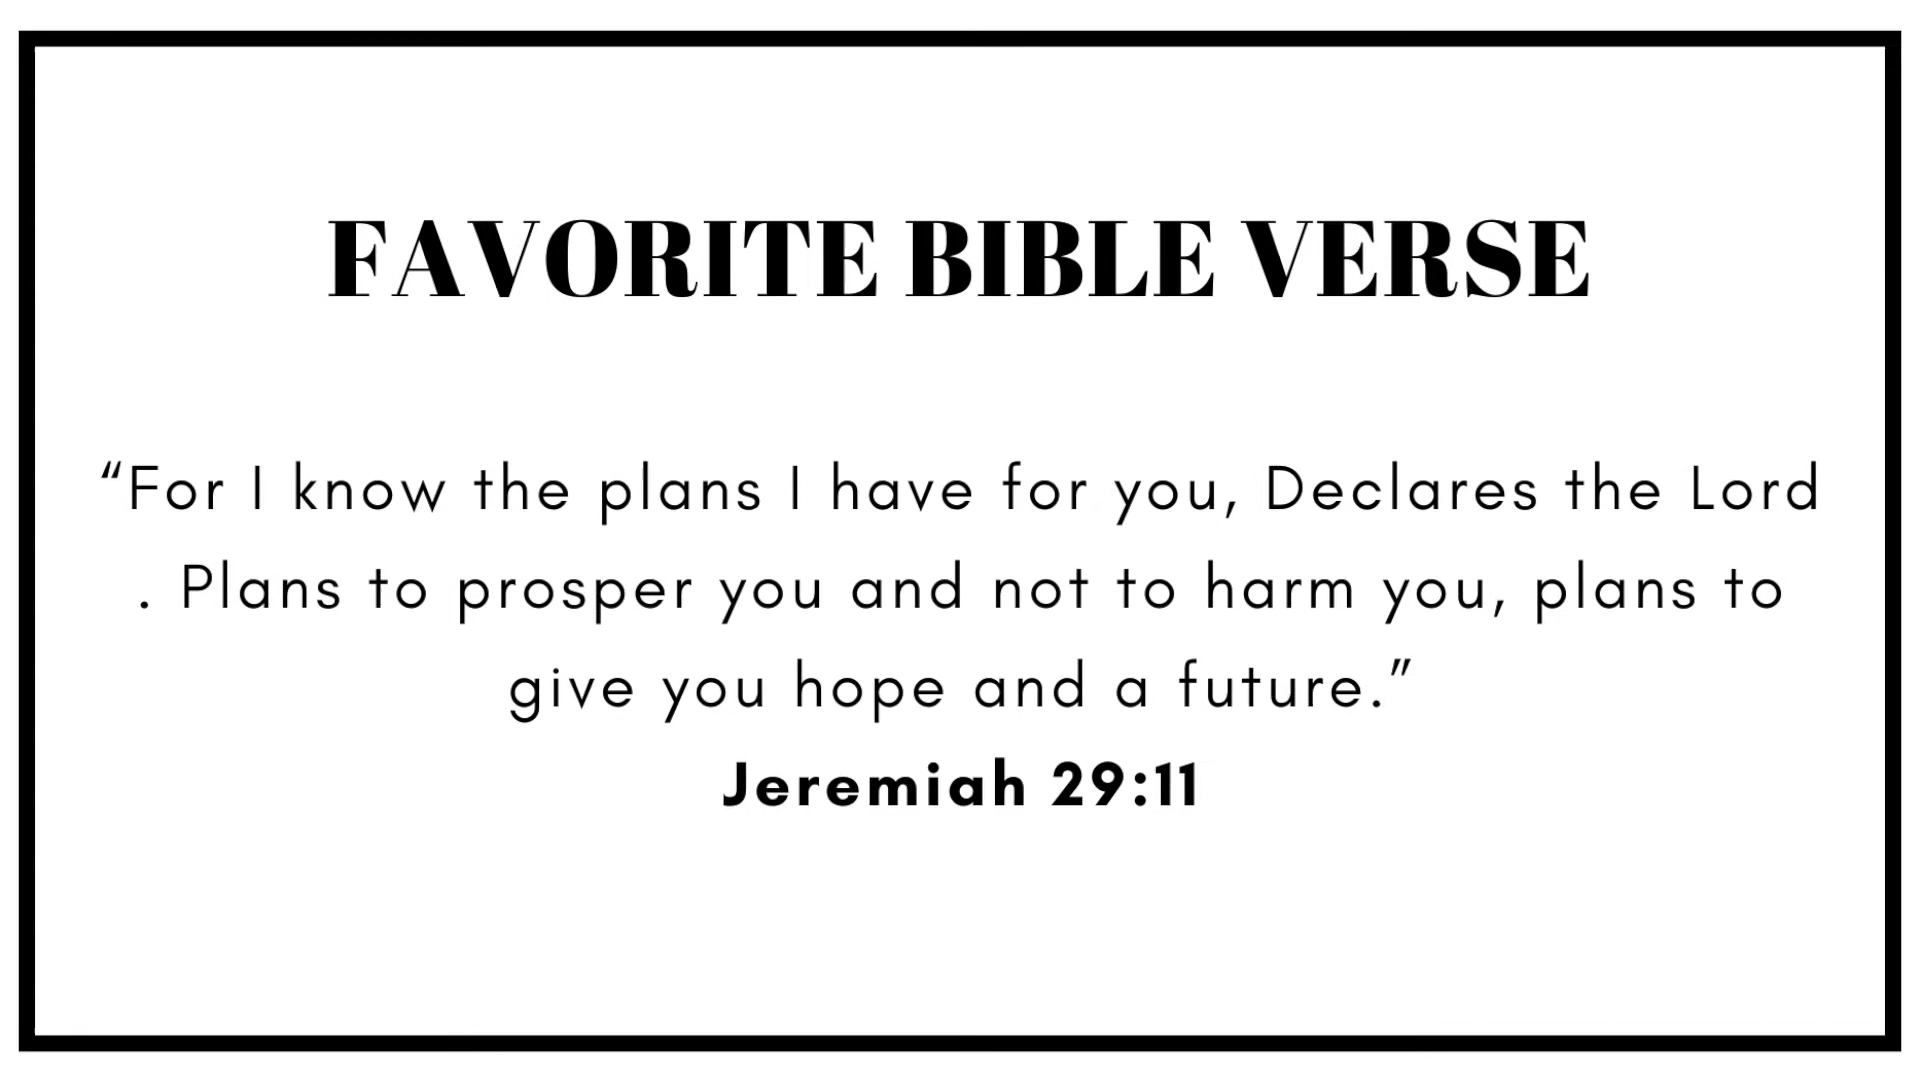 FAVORITE BIBLE VERSE
“For I know the plans I have for you, Declares the Lord
. Plans to prosper you and not to harm you, plans to
give you hope and a future.”
Jeremiah 29:11